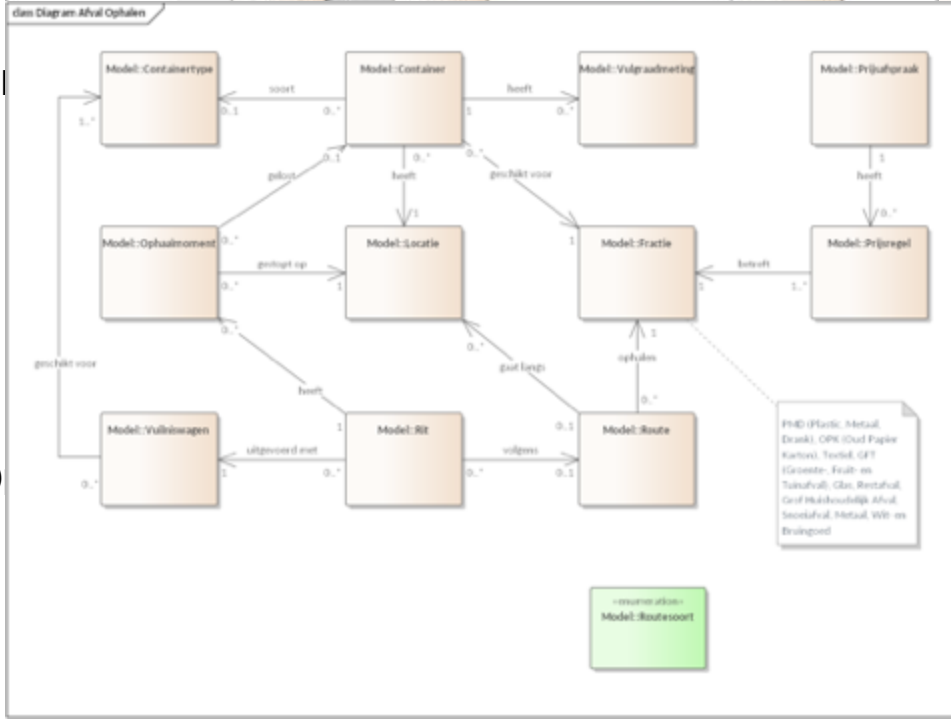 class Diagram Afval Ophalen
Model::Containertype
Model::Container
Model::Vulgraadmeting
Model::Prijsafspraak
soort
heeft
0..1
0..*
1
0..*
1..*
0..1
0..*
0..*
1
gelost
heeft
geschikt voor
heeft
0..*
1
1
0..*
Model::Ophaalmoment
Model::Locatie
Model::Fractie
Model::Prijsregel
gestopt op
betreft
0..*
1
1
1..*
0..*
0..*
1
geschikt voor
heeft
gaat langs
ophalen
1
0..1
0..*
Model::Vuilniswagen
Model::Rit
Model::Route
uitgevoerd met
volgens
0..*
1
0..*
0..*
0..1
PMD (Plastic, Metaal,
Drank), OPK (Oud Papier
Karton), Textiel, GFT
(Groente-, Fruit- en
Tuinafval), Glas, Restafval,
Grof Huishoudelijk Afval,
Snoeiafval, Metaal, Wit- en
Bruingoed
«enumeration»
Model::Routesoort